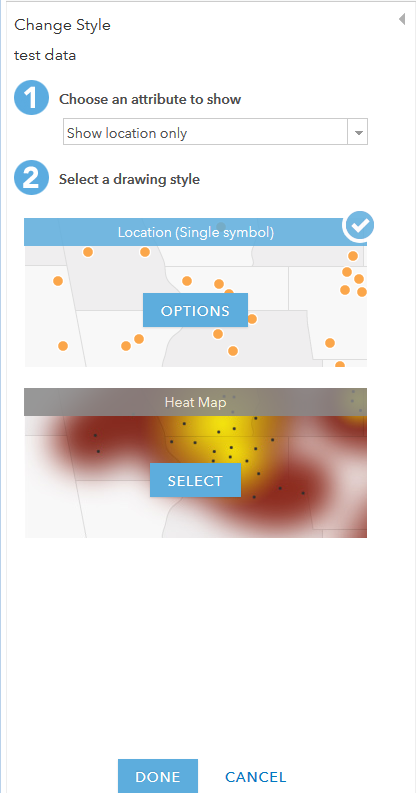 Change Style
test data
1 Choose an attribute to show
Show location only
2 Select a drawing style
Location (Single symbol)
OPTIONS
Heat Map
SELECT
DONE CANCEL